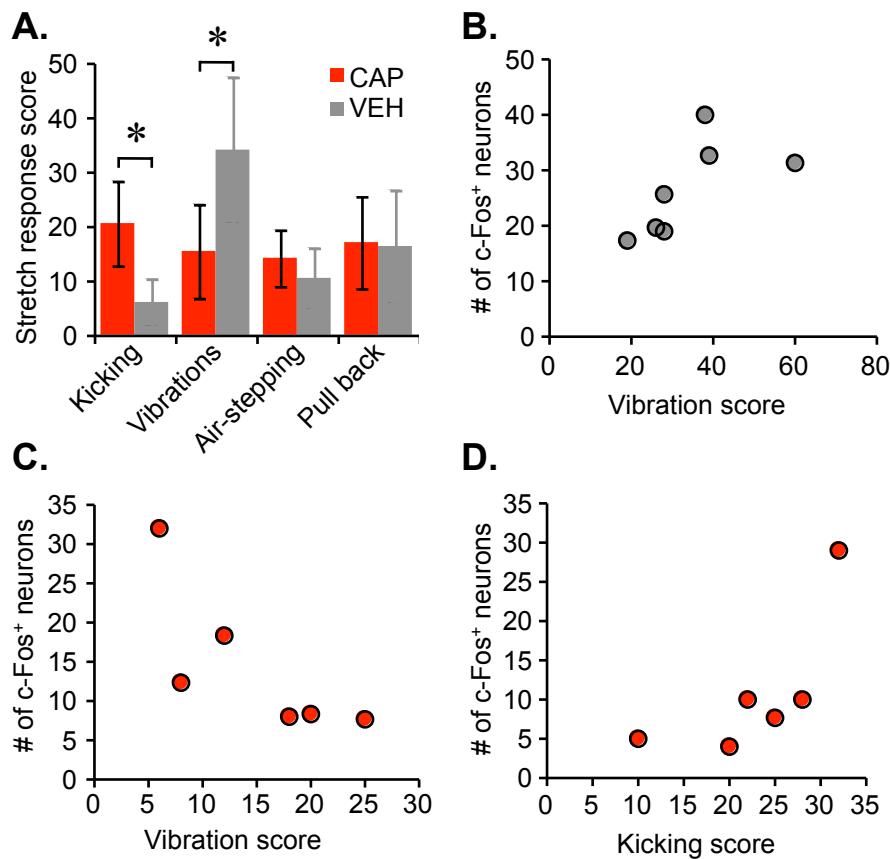 A.
Stretch response score
50
40
30
20
10
0
*
*
CAP
VEH
Kicking
Vibrations
Air-stepping
Pull back
B.
# of c-Fos⁺ neurons
50
40
30
20
10
0
0 20 40 60 80
Vibration score
C.
# of c-Fos⁺ neurons
35
30
25
20
15
10
5
0
0 5 10 15 20 25 30
Vibration score
D.
# of c-Fos⁺ neurons
35
30
25
20
15
10
5
0
0 5 10 15 20 25 30 35
Kicking score